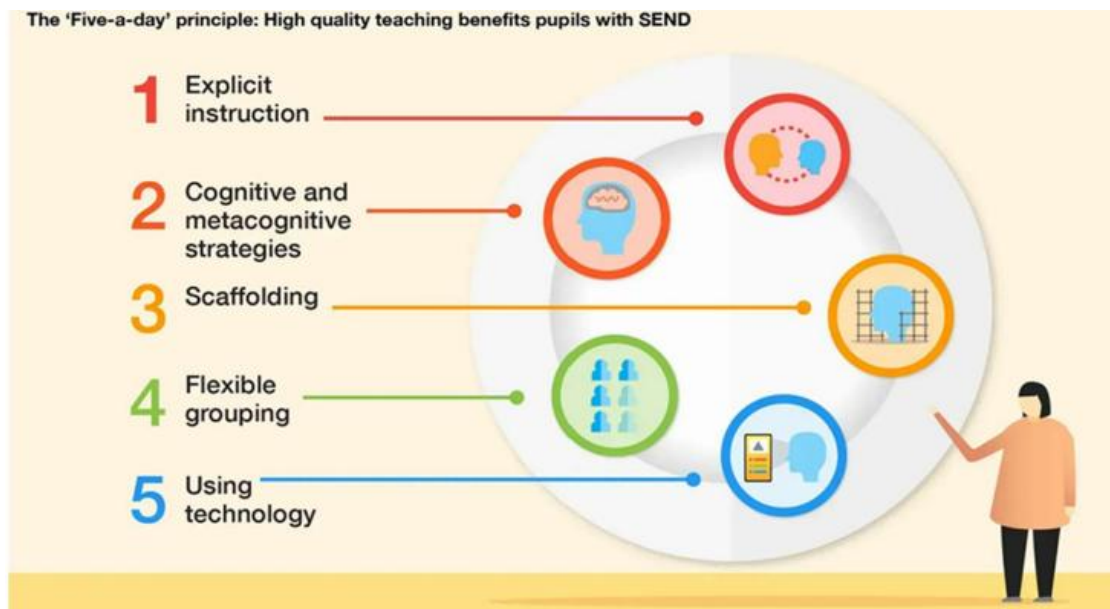 The ‘Five-a-day’ principle: High quality teaching benefits pupils with SEND
1 Explicit
instruction
2 Cognitive and
metacognitive
strategies
3 Scaffolding
4 Flexible
grouping
5 Using
technology